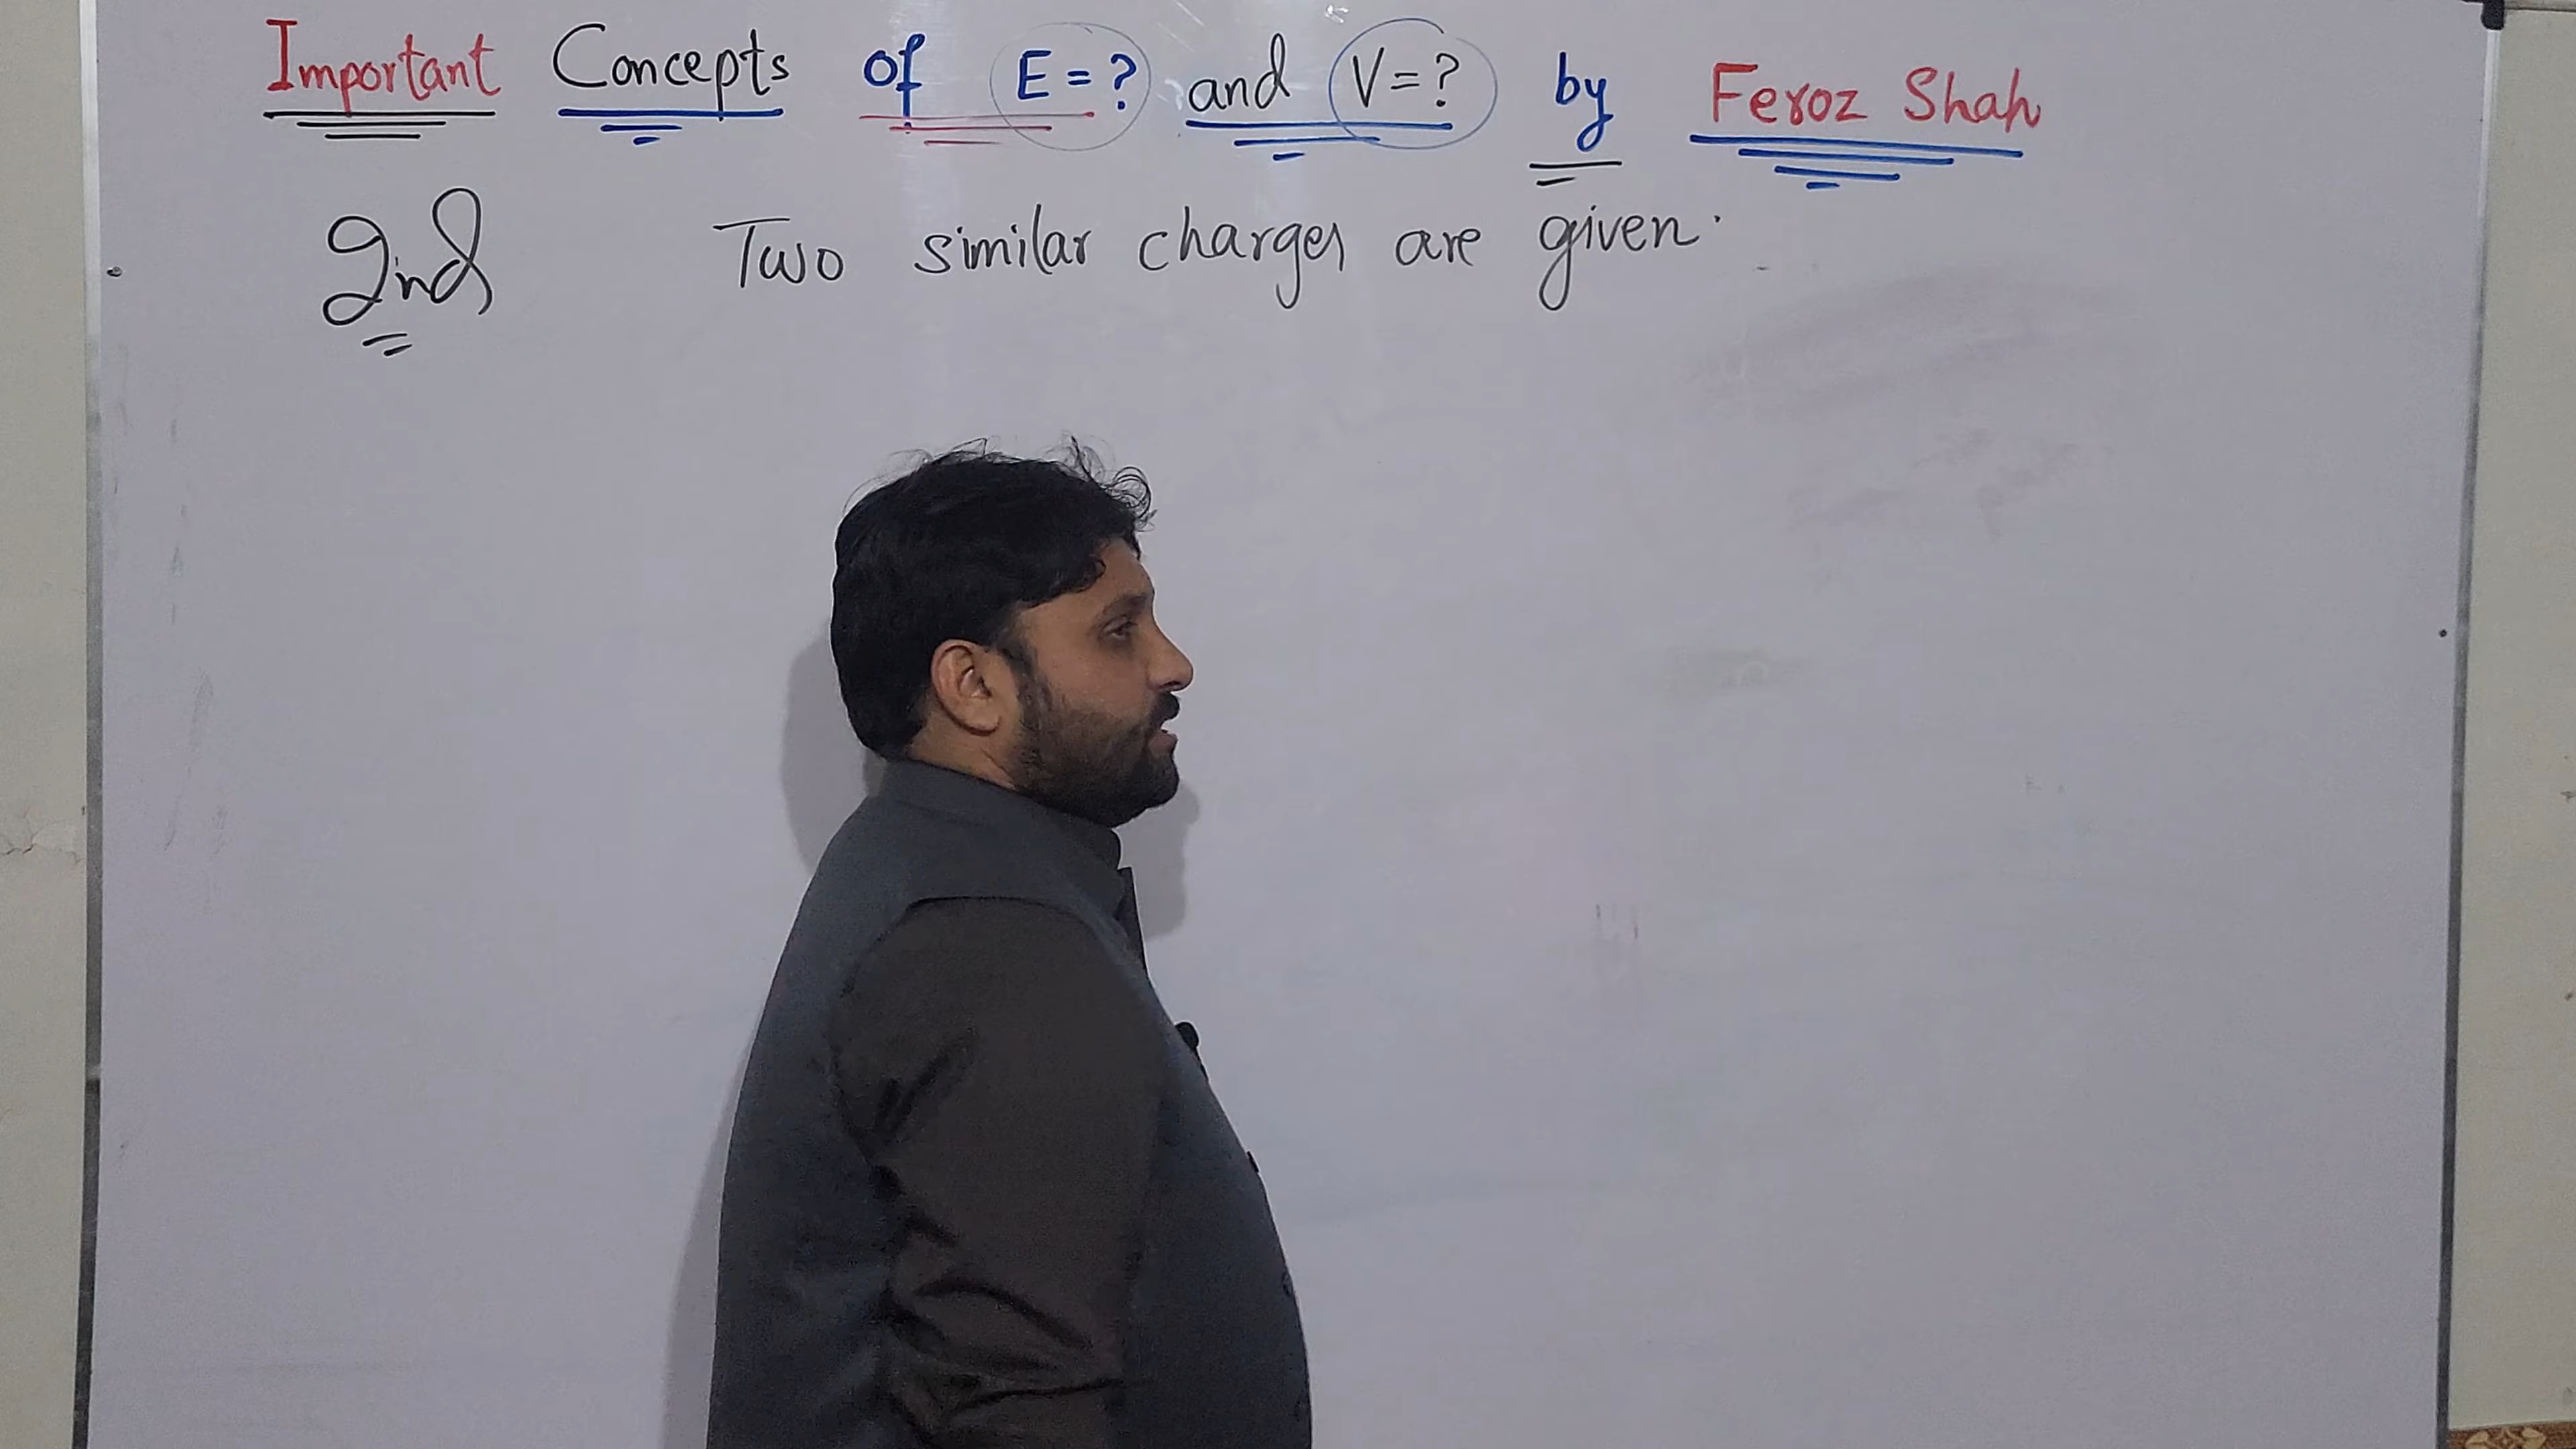 Important Concepts of E=? and V=? by Feroz Shah
2nd Two similar charges are given.